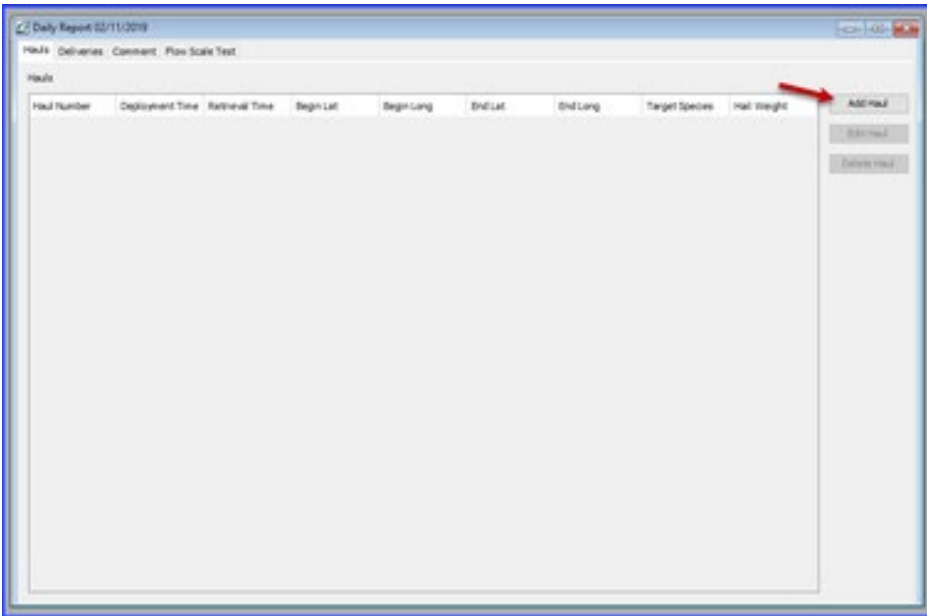 Daily Report 02/11/2019
Hauls Deliveries Comment Flow Scale Test
Hauls
Haul Number Deployment Time Retrieval Time Begin Lat Begin Long End Lat End Long Target Species Hail Weight
Add Haul
Edit Haul
Delete Haul